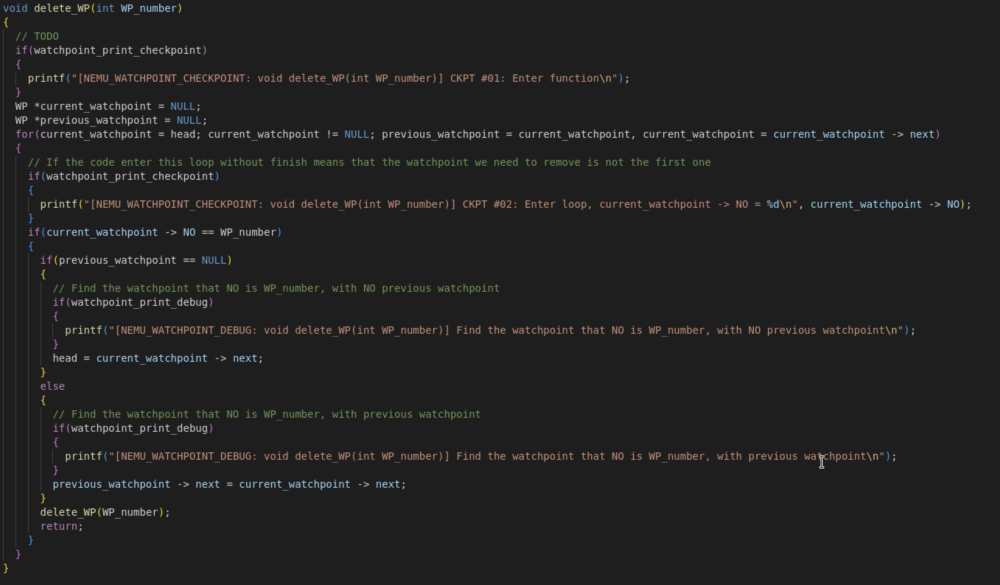 void delete_WP(int WP_number)
{
  // TODO
  if(watchpoint_print_checkpoint)
  {
    printf("[NEMU_WATCHPOINT_CHECKPOINT: void delete_WP(int WP_number)] CKPT #01: Enter function\n");
  }
  WP *current_watchpoint = NULL;
  WP *previous_watchpoint = NULL;
  for(current_watchpoint = head; current_watchpoint != NULL; previous_watchpoint = current_watchpoint, current_watchpoint = current_watchpoint -> next)
  {
    // If the code enter this loop without finish means that the watchpoint we need to remove is not the first one
    if(watchpoint_print_checkpoint)
    {
      printf("[NEMU_WATCHPOINT_CHECKPOINT: void delete_WP(int WP_number)] CKPT #02: Enter loop, current_watchpoint -> NO = %d\n", current_watchpoint -> NO);
    }
    if(current_watchpoint -> NO == WP_number)
    {
      if(previous_watchpoint == NULL)
      {
        // Find the watchpoint that NO is WP_number, with NO previous watchpoint
        if(watchpoint_print_debug)
        {
          printf("[NEMU_WATCHPOINT_DEBUG: void delete_WP(int WP_number)] Find the watchpoint that NO is WP_number, with NO previous watchpoint\n");
        }
        head = current_watchpoint -> next;
      }
      else
      {
        // Find the watchpoint that NO is WP_number, with previous watchpoint
        if(watchpoint_print_debug)
        {
          printf("[NEMU_WATCHPOINT_DEBUG: void delete_WP(int WP_number)] Find the watchpoint that NO is WP_number, with previous watchpoint\n");
        }
        previous_watchpoint -> next = current_watchpoint -> next;
      }
      delete_WP(WP_number);
      return;
    }
  }
}